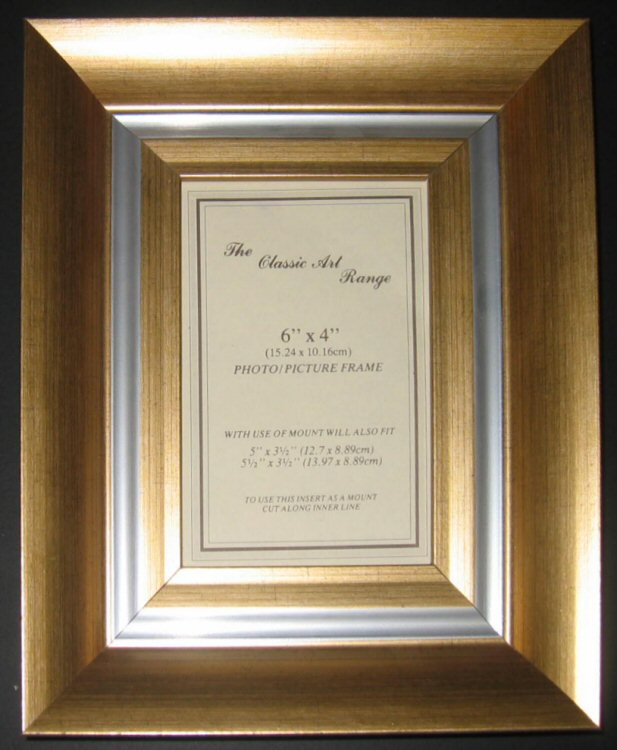 The
Classic Art
Range
6’’ x 4’’
(15.24 x 10.16cm)
PHOTO/PICTURE FRAME
WITH USE OF MOUNT WILL ALSO FIT
5’’ x 3½’’ (12.7 x 8.89cm)
5½’’ x 3½’’ (13.97 x 8.89cm)
TO USE THIS INSERT AS A MOUNT
CUT ALONG INNER LINE